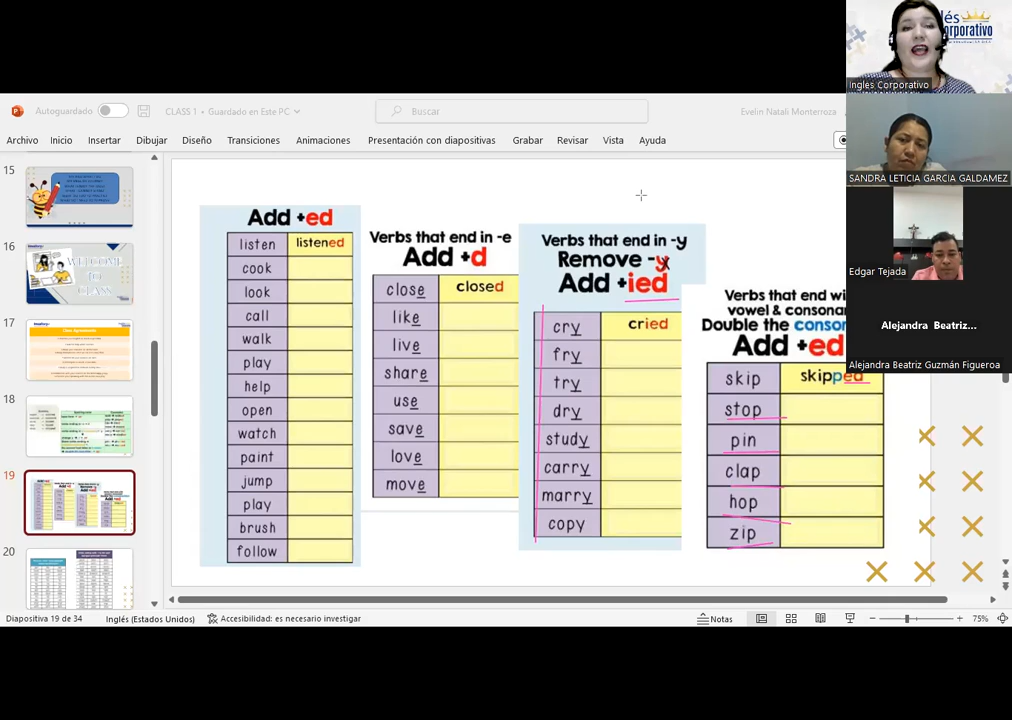 Autoguardado
CLASS 1 • Guardado en Este PC
Buscar
Evelin Natali Monterroza
Archivo Inicio Insertar Dibujar Diseño Transiciones Animaciones Presentación con diapositivas Grabar Revisar Vista Ayuda
Inglés Corporativo
SANDRA LETICIA GARCIA GALDAMEZ
Edgar Tejada
Alejandra Beatriz...
Alejandra Beatriz Guzmán Figueroa
15
16
WELCOME
TO
CLASS
17
18
19
20
Add +ed
listen listened
cook
look
call
walk
play
help
open
watch
paint
jump
play
brush
follow
Verbs that end in -e
Add +d
close closed
like
live
share
use
save
love
move
Verbs that end in -y
Remove -y
Add +ied
cry cried
fry
try
dry
study
carry
marry
copy
Verbs that end wi
vowel & consona
Double the conso
Add +ed
skip skipped
stop
pin
clap
hop
zip
Diapositiva 19 de 34
Inglés (Estados Unidos)
Accesibilidad: es necesario investigar
Notas
75%